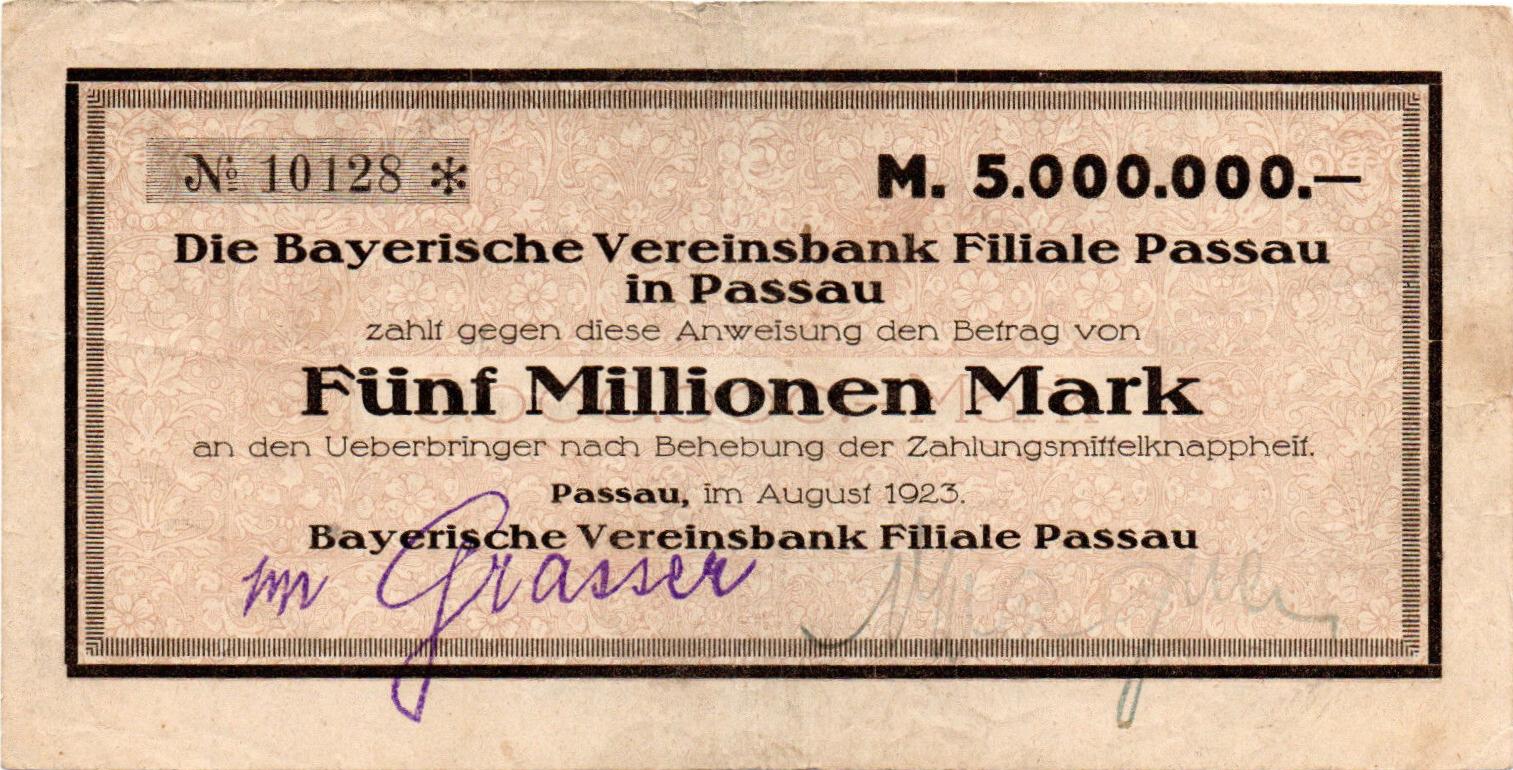 № 10128 *
M. 5.000.000.—
Die Bayerische Vereinsbank Filiale Passau
in Passau
zahlt gegen diese Anweisung den Betrag von
Fünf Millionen Mark
an den Ueberbringer nach Behebung der Zahlungsmittelknappheit.
Passau, im August 1923.
Bayerische Vereinsbank Filiale Passau
Grasser